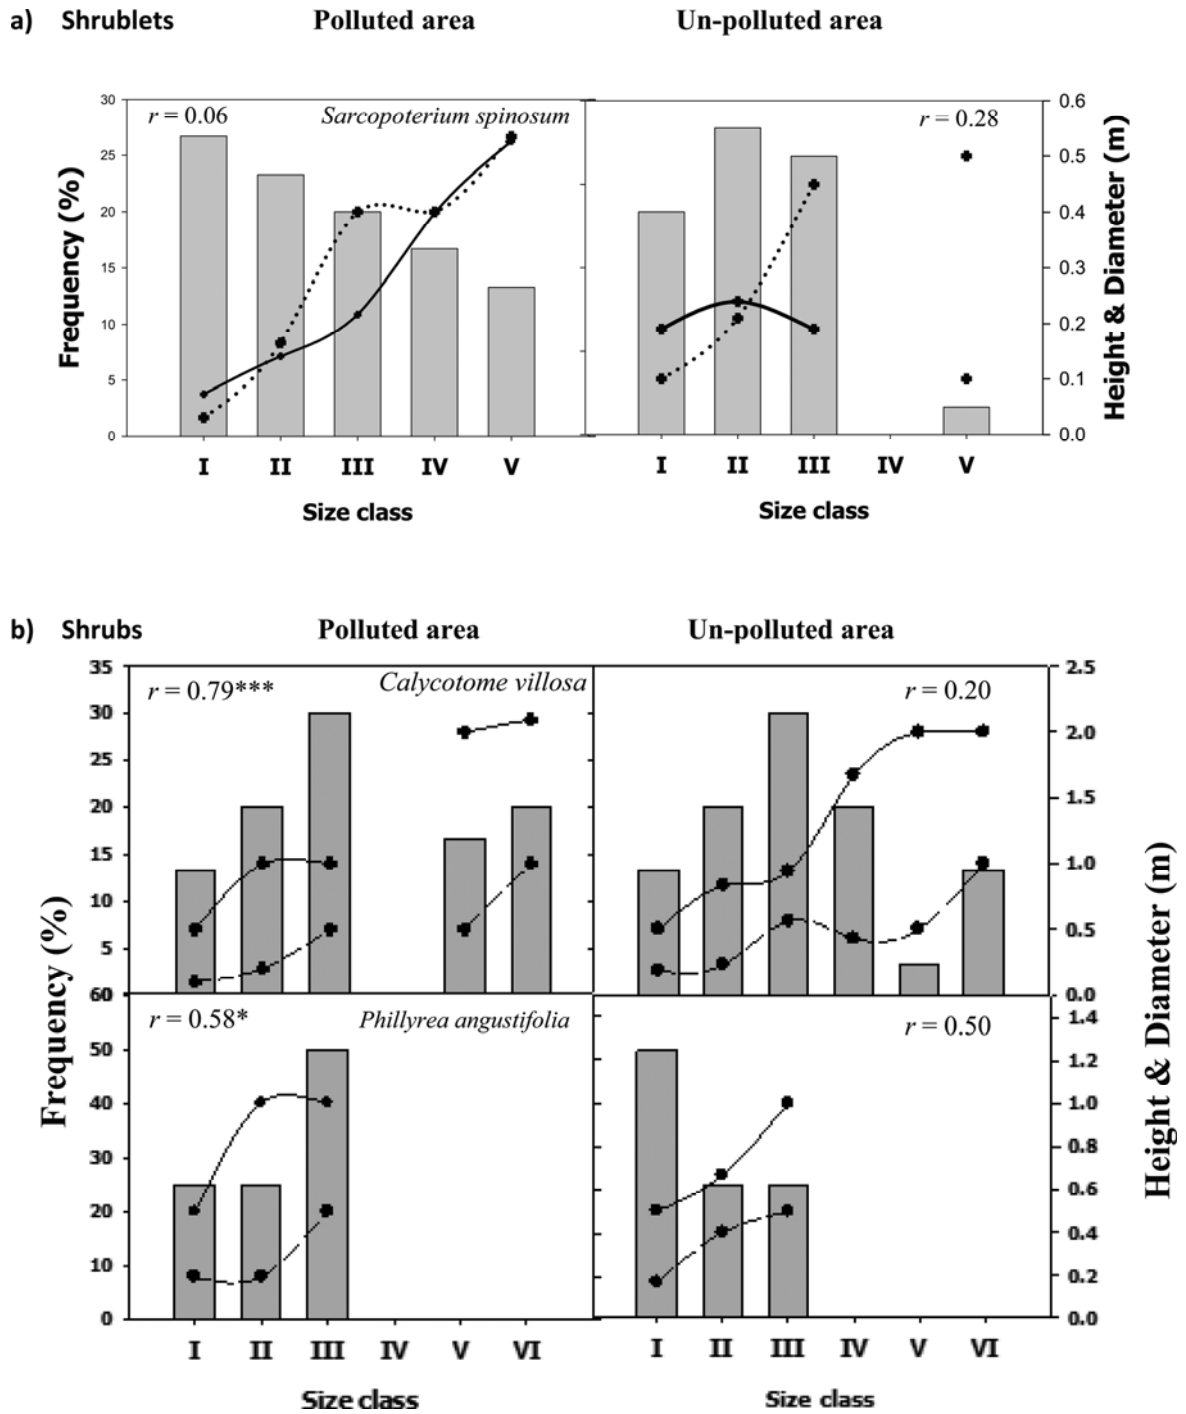 a) Shrublets Polluted area Un-polluted area
r = 0.06 Sarcopoterium spinosum r = 0.28
Frequency (%)
30
25
20
15
10
5
0
0.6
0.5
0.4
0.3
0.2
0.1
0.0
Height & Diameter (m)
I II III IV V
I II III IV V
Size class
Size class
b) Shrubs Polluted area Un-polluted area
r = 0.79*** Calycotome villosa r = 0.20
Frequency (%)
35
30
25
20
15
10
5
2.5
2.0
1.5
1.0
0.5
0.0
Height & Diameter (m)
r = 0.58* Phillyrea angustifolia r = 0.50
60
50
40
30
20
10
0
1.4
1.2
1.0
0.8
0.6
0.4
0.2
0.0
I II III IV V VI
I II III IV V VI
Size class
Size class